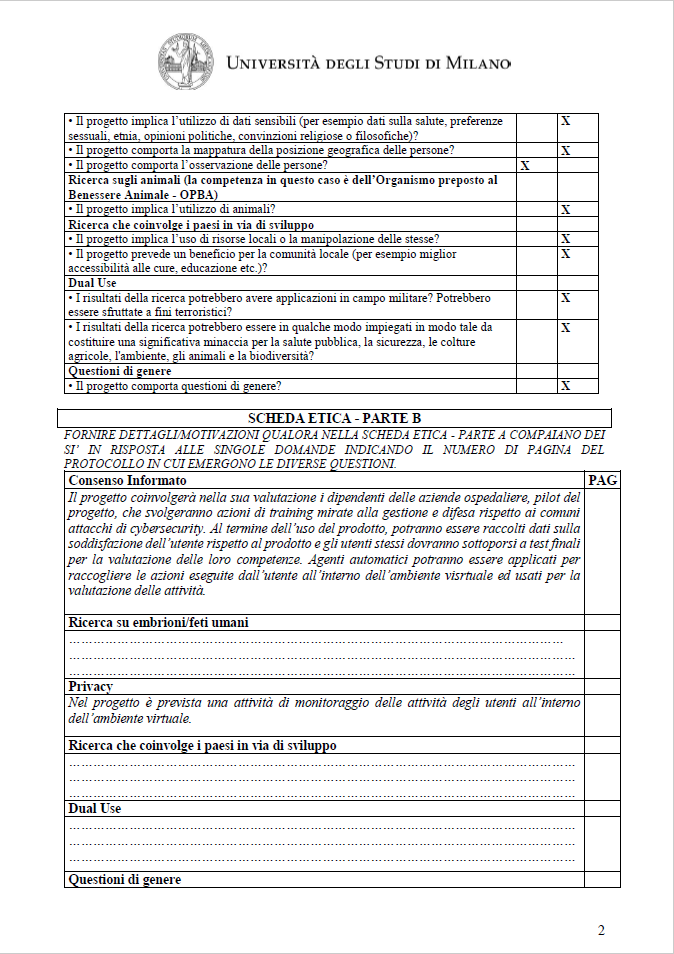 UNIVERSITÀ DEGLI STUDI DI MILANO
• Il progetto implica l'utilizzo di dati sensibili (per esempio dati sulla salute, preferenze X
sessuali, etnia, opinioni politiche, convinzioni religiose o filosofiche)?
• Il progetto comporta la mappatura della posizione geografica delle persone? X
• Il progetto comporta l'osservazione delle persone? X
Ricerca sugli animali (la competenza in questo caso è dell'Organismo preposto al
Benessere Animale - OPBA)
• Il progetto implica l'utilizzo di animali? X
Ricerca che coinvolge i paesi in via di sviluppo
• Il progetto implica l'uso di risorse locali o la manipolazione delle stesse? X
• Il progetto prevede un beneficio per la comunità locale (per esempio miglior X
accessibilità alle cure, educazione etc.)?
Dual Use
• I risultati della ricerca potrebbero avere applicazioni in campo militare? Potrebbero X
essere sfruttate a fini terroristici?
• I risultati della ricerca potrebbero essere in qualche modo impiegati in modo tale da X
costituire una significativa minaccia per la salute pubblica, la sicurezza, le colture
agricole, l'ambiente, gli animali e la biodiversità?
Questioni di genere
• Il progetto comporta questioni di genere? X
SCHEDA ETICA - PARTE B
FORNIRE DETTAGLI/MOTIVAZIONI QUALORA NELLA SCHEDA ETICA - PARTE A COMPAIANO DEI
SI' IN RISPOSTA ALLE SINGOLE DOMANDE INDICANDO IL NUMERO DI PAGINA DEL
PROTOCOLLO IN CUI EMERGONO LE DIVERSE QUESTIONI.
Consenso Informato PAG
Il progetto coinvolgerà nella sua valutazione i dipendenti delle aziende ospedaliere, pilot del
progetto, che svolgeranno azioni di training mirate alla gestione e difesa rispetto ai comuni
attacchi di cybersecurity. Al termine dell'uso del prodotto, potranno essere raccolti dati sulla
soddisfazione dell'utente rispetto al prodotto e gli utenti stessi dovranno sottoporsi a test finali
per la valutazione delle loro competenze. Agenti automatici potranno essere applicati per
raccogliere le azioni eseguite dall'utente all'interno dell'ambiente visrtuale ed usati per la
valutazione delle attività.
Ricerca su embrioni/feti umani
………………………………………………………………………………………
…………………………………………………………………………………………
…………………………………………………………………………………………
Privacy
Nel progetto è prevista una attività di monitoraggio delle attività degli utenti all'interno
dell'ambiente virtuale.
Ricerca che coinvolge i paesi in via di sviluppo
…………………………………………………………………………………………
…………………………………………………………………………………………
…………………………………………………………………………………………
Dual Use
…………………………………………………………………………………………
…………………………………………………………………………………………
…………………………………………………………………………………………
Questioni di genere
2